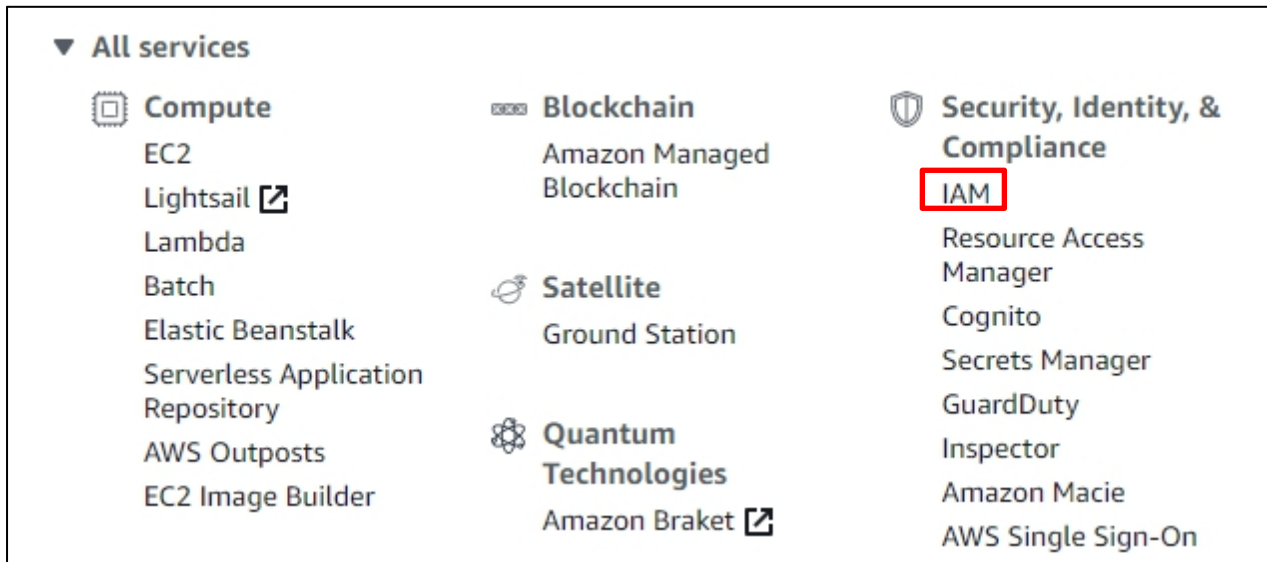 All services
Compute
EC2
Lightsail
Lambda
Batch
Elastic Beanstalk
Serverless Application
Repository
AWS Outposts
EC2 Image Builder
Blockchain
Amazon Managed
Blockchain
Satellite
Ground Station
Quantum
Technologies
Amazon Braket
Security, Identity, &
Compliance
IAM
Resource Access
Manager
Cognito
Secrets Manager
GuardDuty
Inspector
Amazon Macie
AWS Single Sign-On